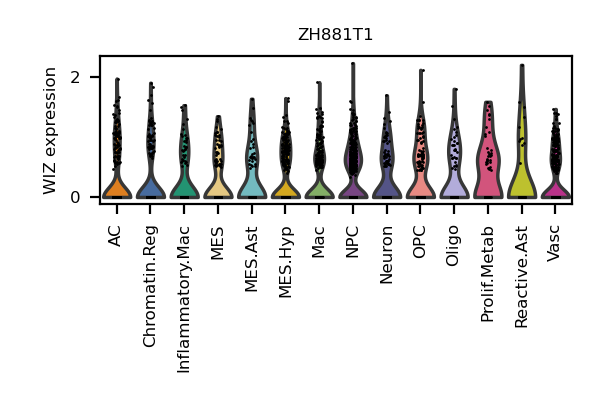 ZH881T1
WIZ expression
2
0
AC
Chromatin.Reg
Inflammatory.Mac
MES
MES.Ast
MES.Hyp
Mac
NPC
Neuron
OPC
Oligo
Prolif.Metab
Reactive.Ast
Vasc